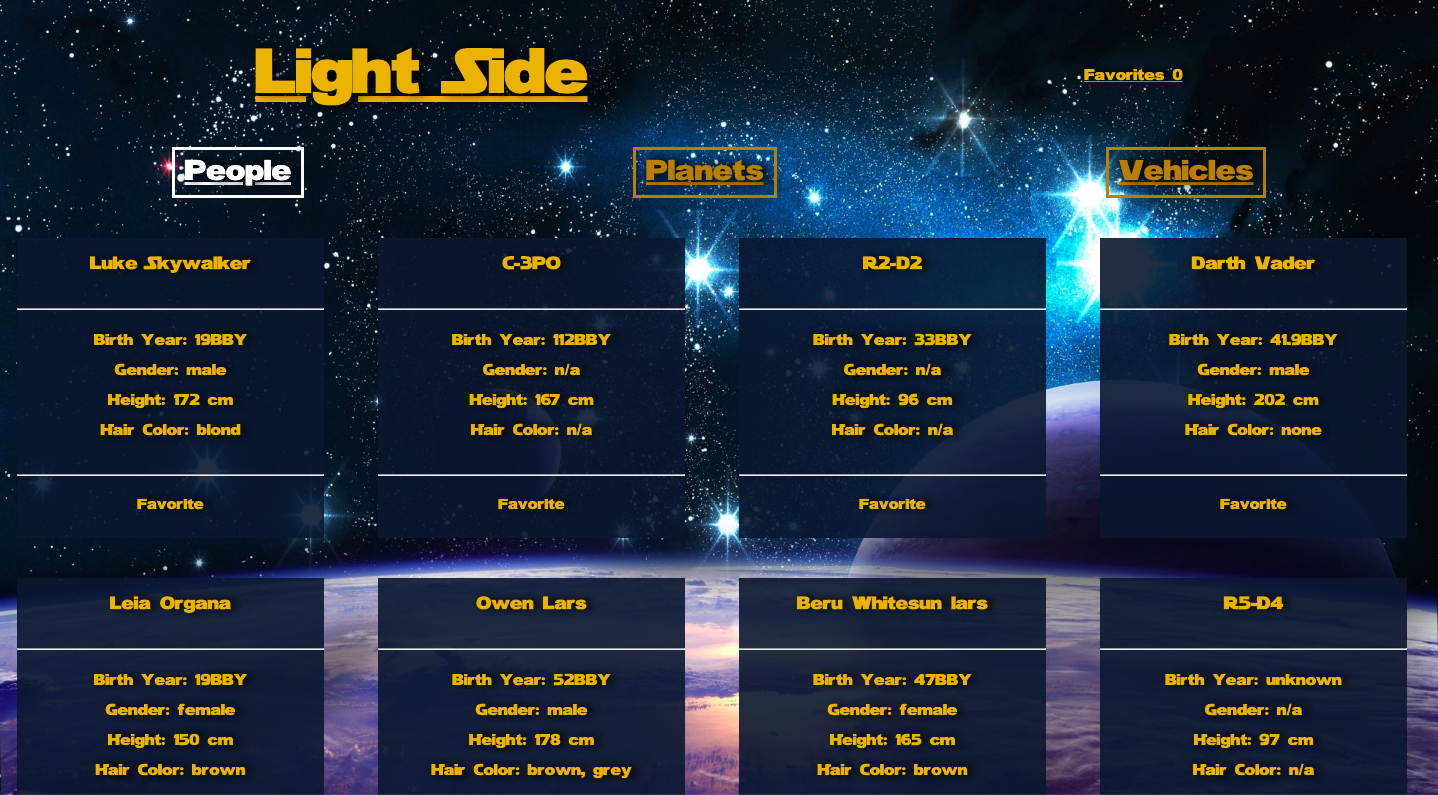 Light Side
Favorites 0
People
Planets
Vehicles
Luke Skywalker
Birth Year: 19BBY
Gender: male
Height: 172 cm
Hair Color: blond
Favorite
C-3PO
Birth Year: 112BBY
Gender: n/a
Height: 167 cm
Hair Color: n/a
Favorite
R2-D2
Birth Year: 33BBY
Gender: n/a
Height: 96 cm
Hair Color: n/a
Favorite
Darth Vader
Birth Year: 41.9BBY
Gender: male
Height: 202 cm
Hair Color: none
Favorite
Leia Organa
Birth Year: 19BBY
Gender: female
Height: 150 cm
Hair Color: brown
Owen Lars
Birth Year: 52BBY
Gender: male
Height: 178 cm
Hair Color: brown, grey
Beru Whitesun lars
Birth Year: 47BBY
Gender: female
Height: 165 cm
Hair Color: brown
R5-D4
Birth Year: unknown
Gender: n/a
Height: 97 cm
Hair Color: n/a